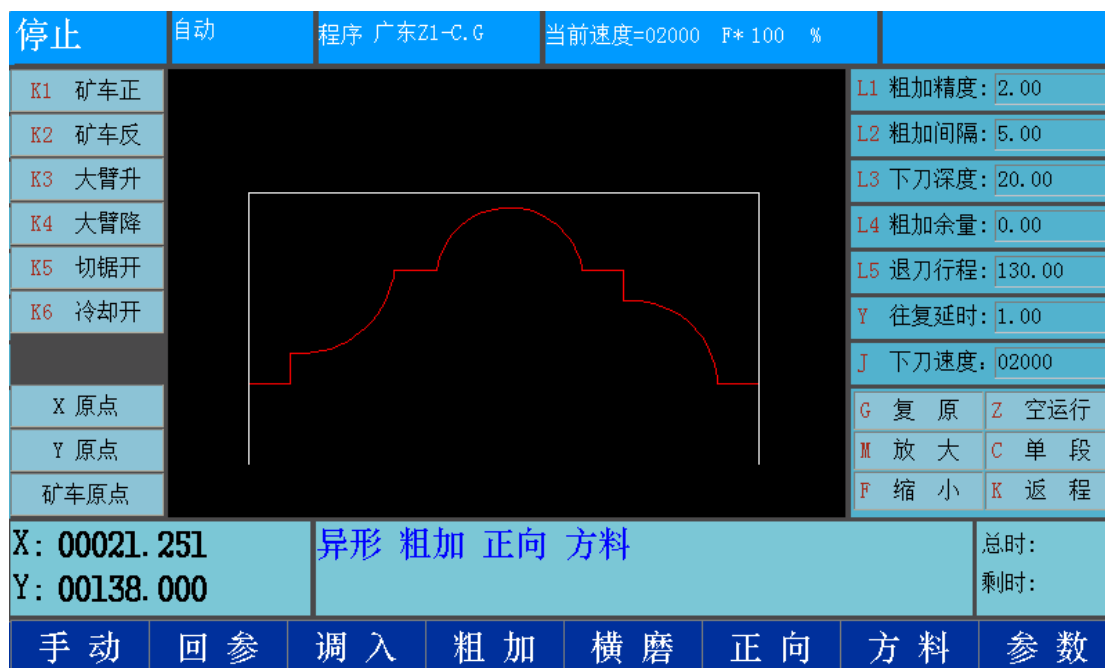 停止 自动 程序 广东Z1-C.G 当前速度=02000 F*100 %
K1 矿车正
K2 矿车反
K3 大臂升
K4 大臂降
K5 切锯开
K6 冷却开
X 原点
Y 原点
矿车原点
L1 粗加精度: 2.00
L2 粗加间隔: 5.00
L3 下刀深度: 20.00
L4 粗加余量: 0.00
L5 退刀行程: 130.00
Y 往复延时: 1.00
J 下刀速度: 02000
G 复 原 Z 空运行
M 放 大 C 单 段
F 缩 小 K 返 程
X: 00021.251
Y: 00138.000
异形 粗加 正向 方料
总时:
剩时:
手 动 回 参 调 入 粗 加 横 磨 正 向 方 料 参 数